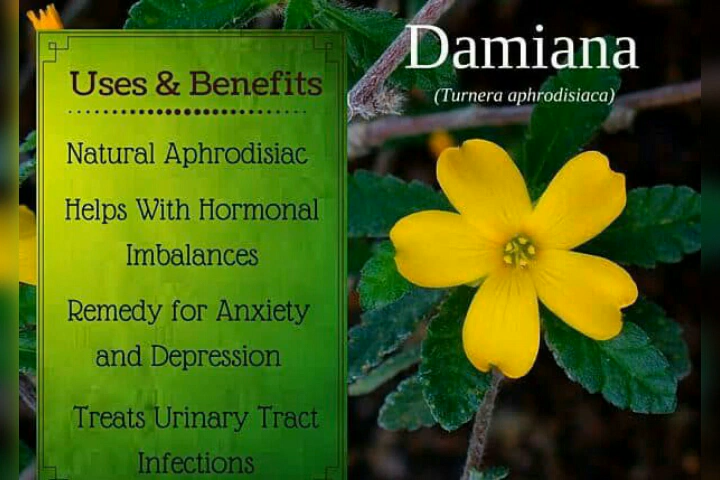 Uses & Benefits
Natural Aphrodisiac
Helps With Hormonal
Imbalances
Remedy for Anxiety
and Depression
Treats Urinary Tract
Infections
Damiana
(Turnera aphrodisiaca)